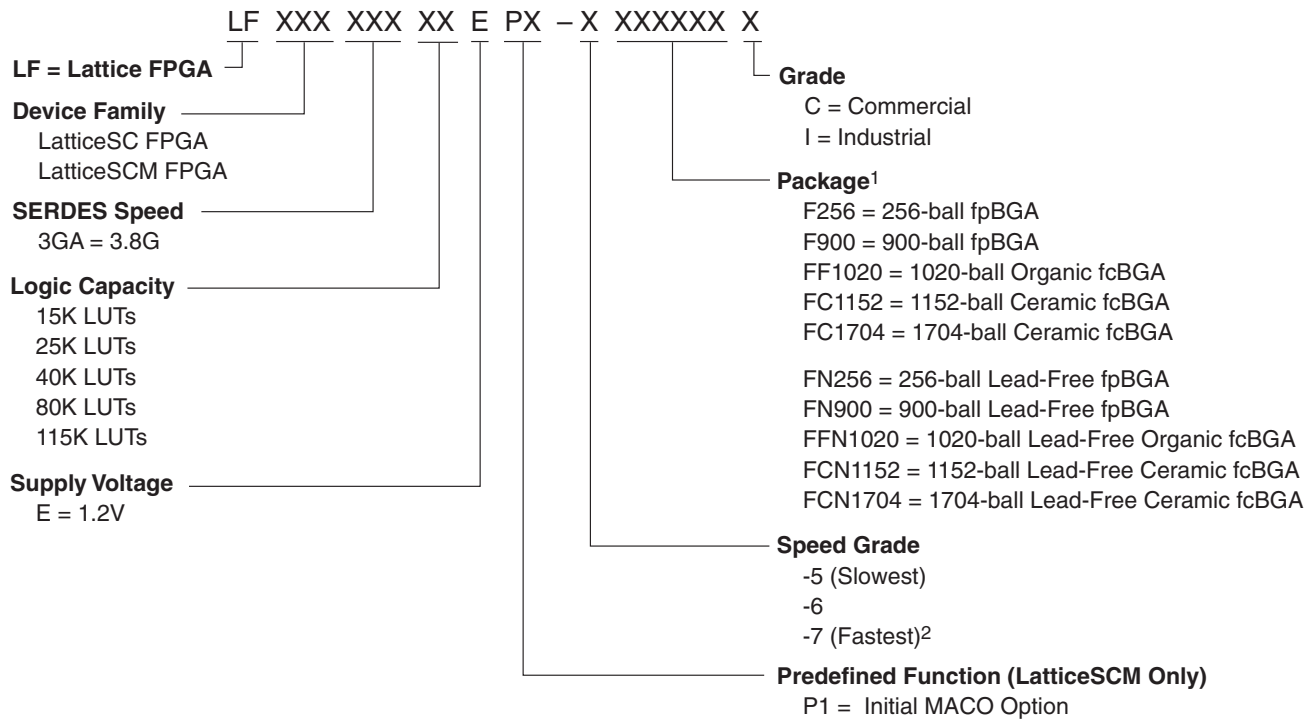 LF XXX XXX XX E PX – X XXXXXX X
LF = Lattice FPGA
Device Family
LatticeSC FPGA
LatticeSCM FPGA
SERDES Speed
3GA = 3.8G
Logic Capacity
15K LUTs
25K LUTs
40K LUTs
80K LUTs
115K LUTs
Supply Voltage
E = 1.2V
Grade
C = Commercial
I = Industrial
Package1
F256 = 256-ball fpBGA
F900 = 900-ball fpBGA
FF1020 = 1020-ball Organic fcBGA
FC1152 = 1152-ball Ceramic fcBGA
FC1704 = 1704-ball Ceramic fcBGA
FN256 = 256-ball Lead-Free fpBGA
FN900 = 900-ball Lead-Free fpBGA
FFN1020 = 1020-ball Lead-Free Organic fcBGA
FCN1152 = 1152-ball Lead-Free Ceramic fcBGA
FCN1704 = 1704-ball Lead-Free Ceramic fcBGA
Speed Grade
-5 (Slowest)
-6
-7 (Fastest)2
Predefined Function (LatticeSCM Only)
P1 = Initial MACO Option